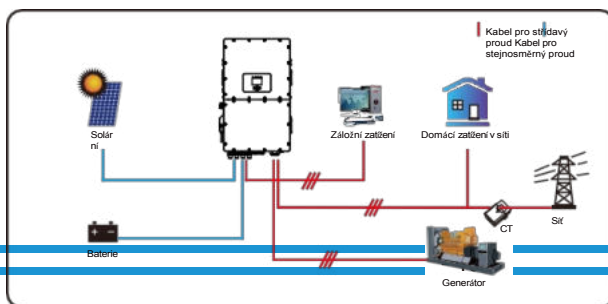 Kabel pro střídavý
proud Kabel pro
stejnosměrný proud
Solár
ní
Záložní zatížení
Domácí zatížení v síti
CT
Síť
Baterie
Generátor